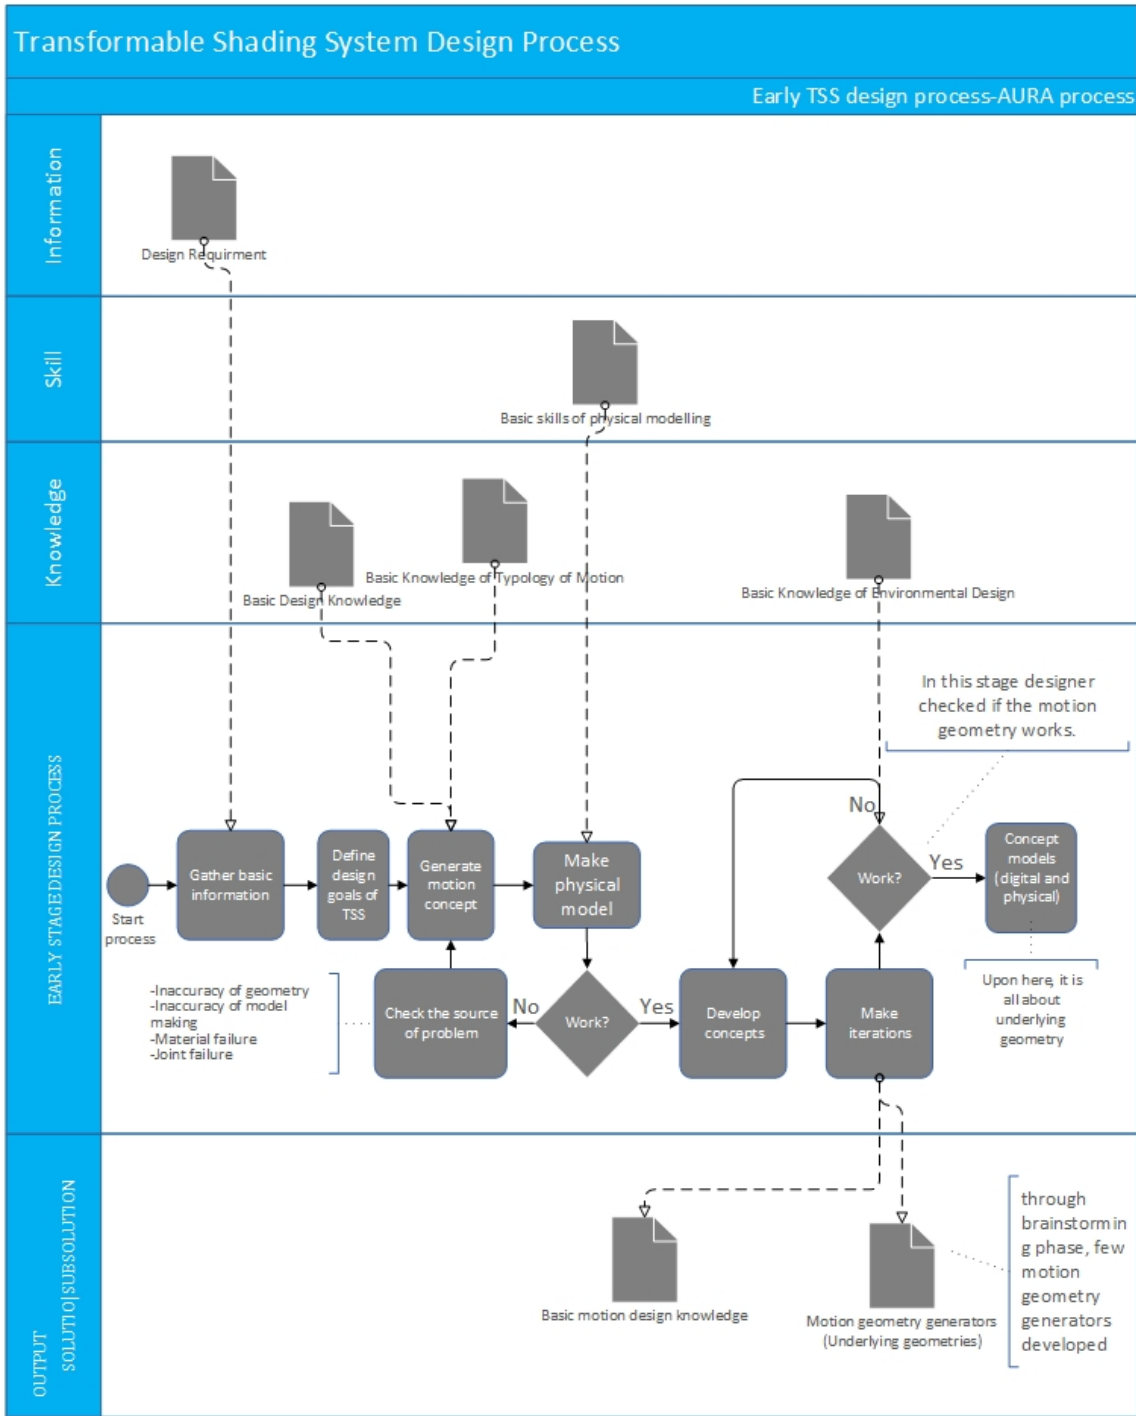 Transformable Shading System Design Process
Early TSS design process-AURA process
Information
Design Requirment
Skill
Basic skills of physical modelling
Knowledge
Basic Design Knowledge
Basic Knowledge of Typology of Motion
Basic Knowledge of Environmental Design
EARLY STAGE DESIGN PROCESS
In this stage designer
checked if the motion
geometry works.
Start
process
Gather basic
information
Define
design
goals of
TSS
Generate
motion
concept
Make
physical
model
No
Work?
Yes
Concept
models
(digital and
physical)
-Inaccuracy of geometry
-Inaccuracy of model
making
-Material failure
-Joint failure
Check the source
of problem
No
Work?
Yes
Develop
concepts
Make
iterations
Upon here, it is
all about
underlying
geometry
OUTPUT
SOLUTIO|SUBSOLUTION
Basic motion design knowledge
Motion geometry generators
(Underlying geometries)
through
brainstormin
g phase, few
motion
geometry
generators
developed